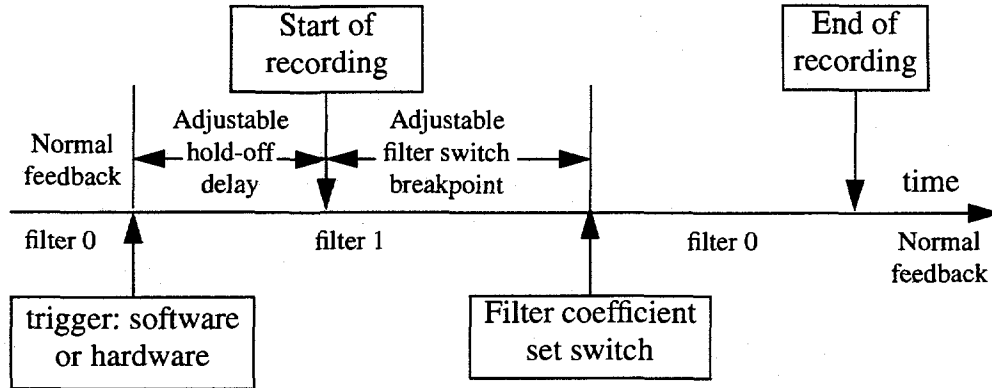 Start of
recording
End of
recording
Normal
feedback
Adjustable
hold-off
delay
Adjustable
filter switch
breakpoint
time
filter 0
filter 1
filter 0
Normal
feedback
trigger: software
or hardware
Filter coefficient
set switch